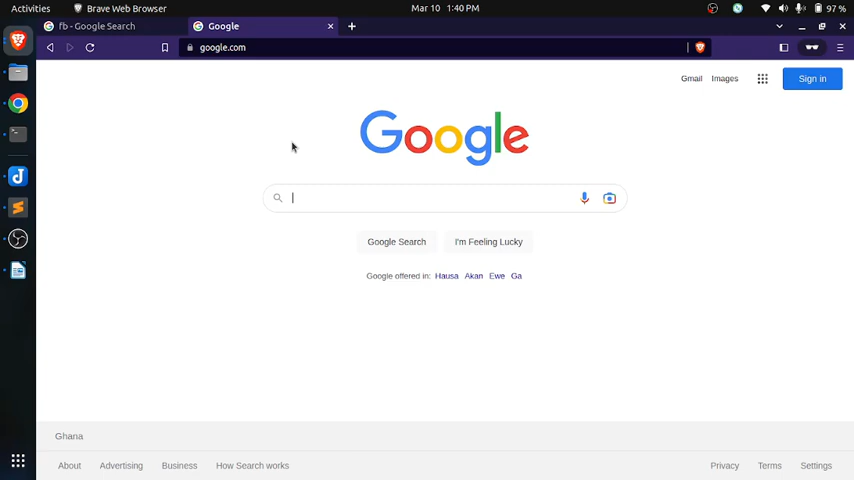 Activities Brave Web Browser Mar 10 1:40 PM 97 %
fb - Google Search Google
google.com
Gmail Images Sign in
Google
Google Search I'm Feeling Lucky
Google offered in: Hausa Akan Ewe Ga
Ghana
About Advertising Business How Search works Privacy Terms Settings